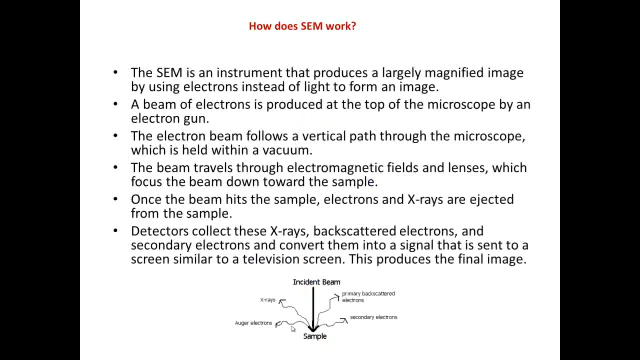 How does SEM work?
• The SEM is an instrument that produces a largely magnified image
by using electrons instead of light to form an image.
• A beam of electrons is produced at the top of the microscope by an
electron gun.
• The electron beam follows a vertical path through the microscope,
which is held within a vacuum.
• The beam travels through electromagnetic fields and lenses, which
focus the beam down toward the sample.
• Once the beam hits the sample, electrons and X-rays are ejected
from the sample.
• Detectors collect these X-rays, backscattered electrons, and
secondary electrons and convert them into a signal that is sent to a
screen similar to a television screen. This produces the final image.
Incident Beam
X-rays
primary backscattered
electrons
Auger electrons
secondary electrons
Sample